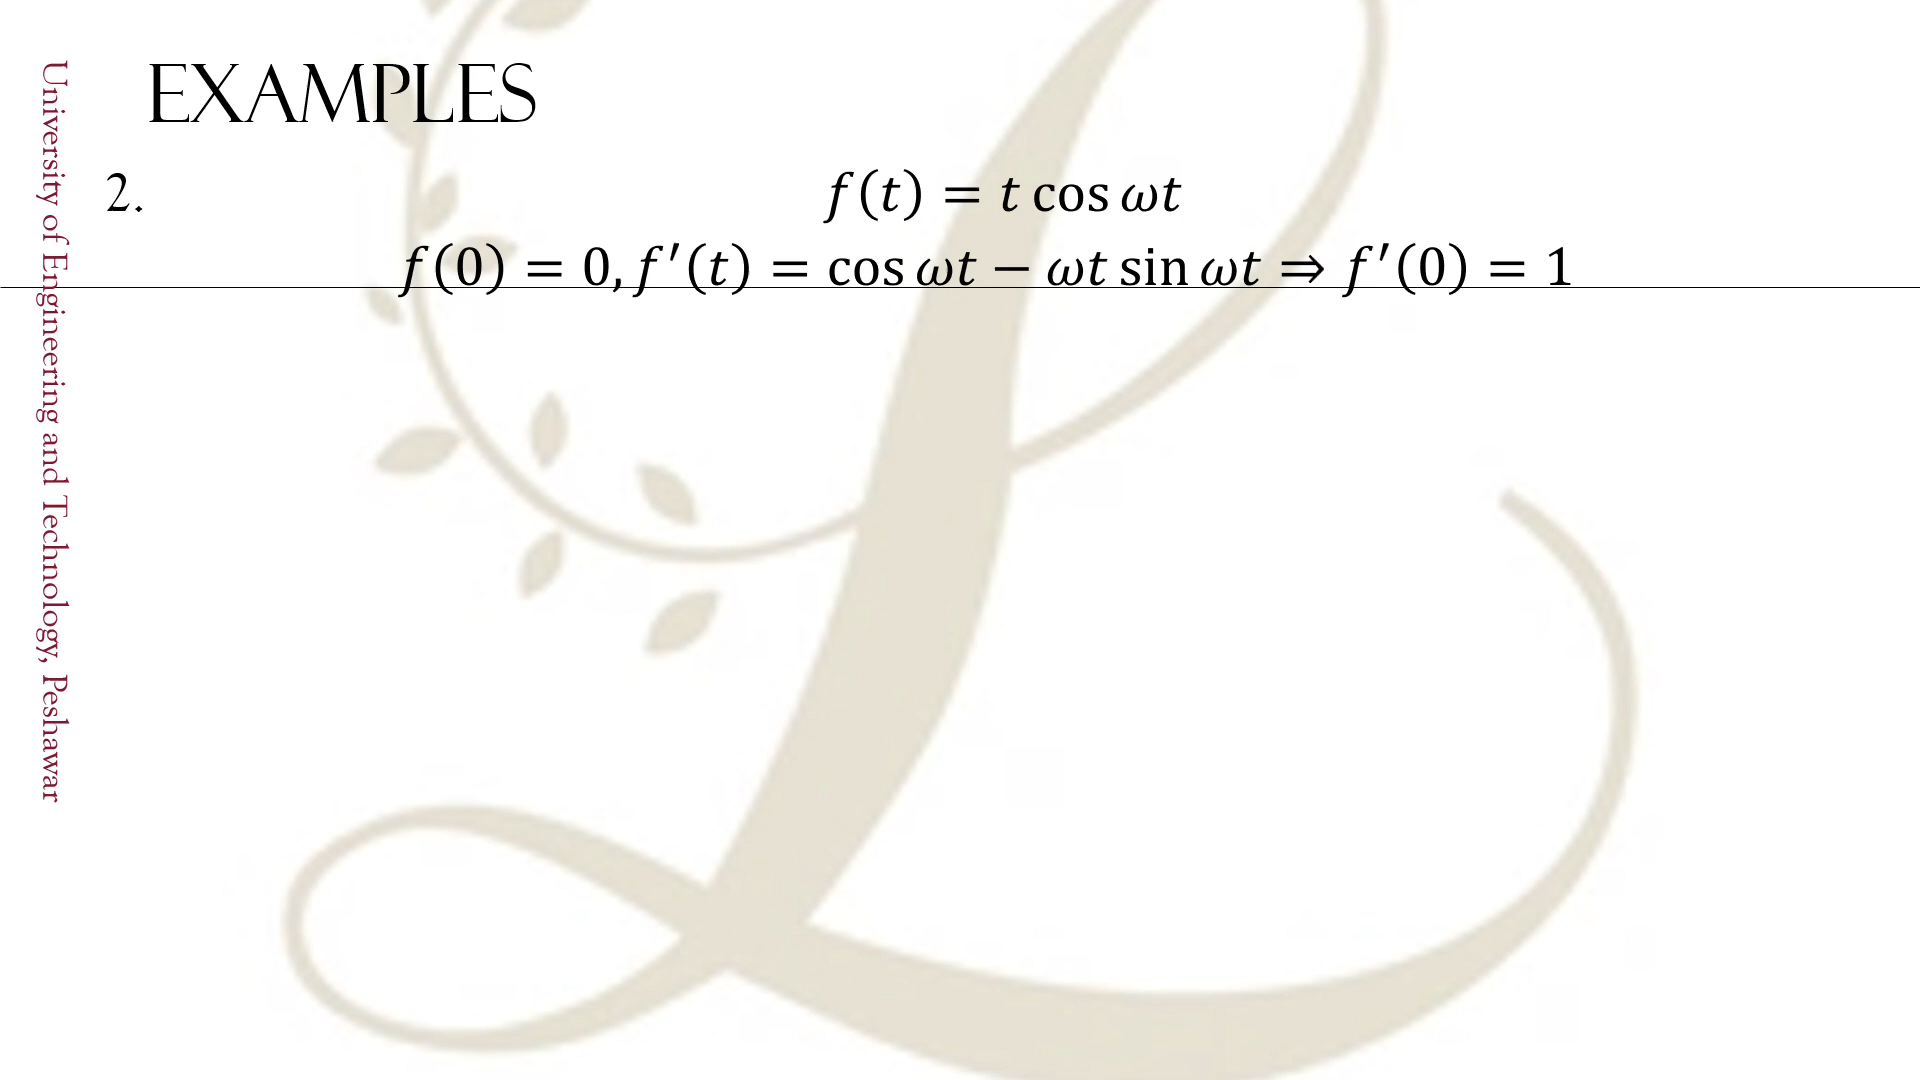 EXAMPLES
2. f(t) = t cos ωt
f(0) = 0, f′(t) = cos ωt − ωt sin ωt ⇒ f′(0) = 1
University of Engineering and Technology, Peshawar